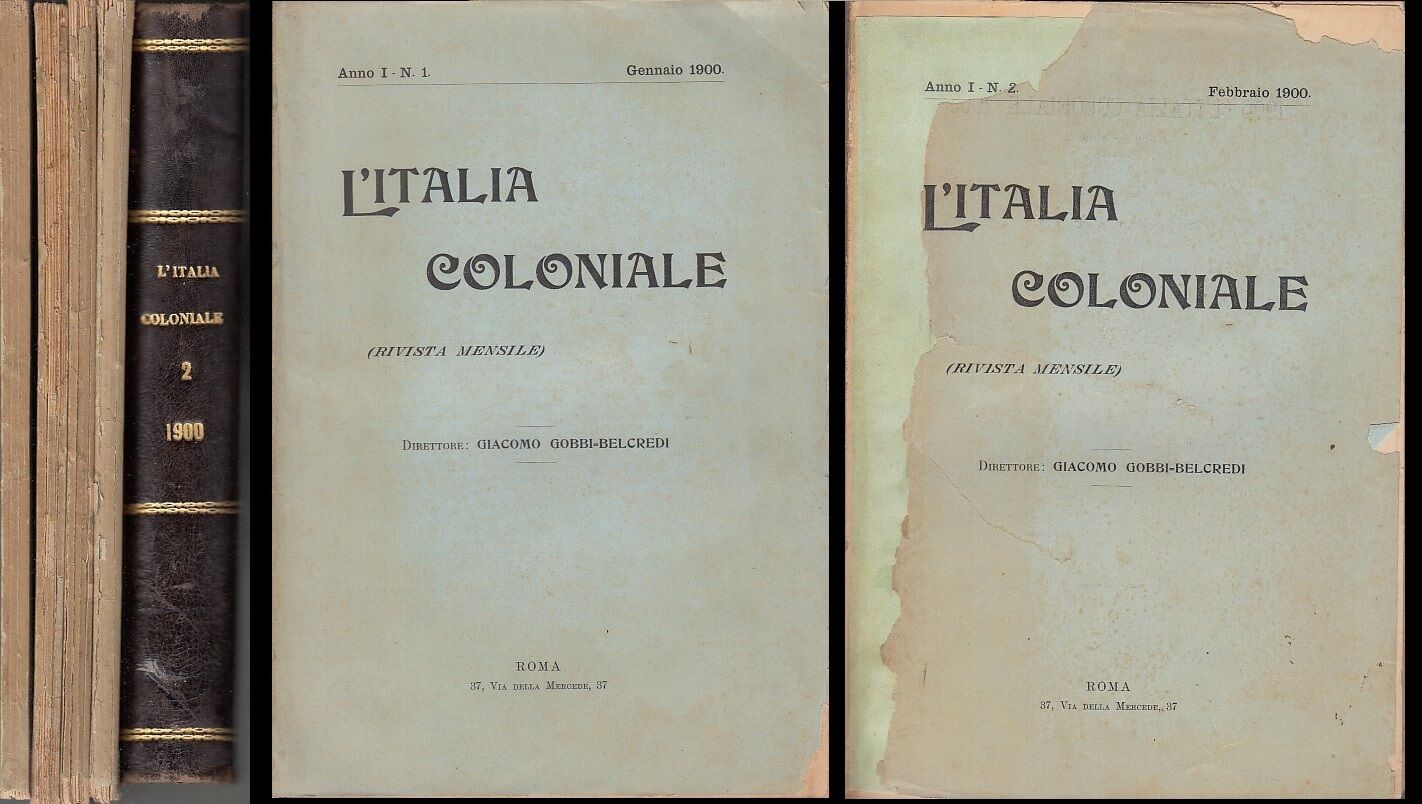 L'ITALIA
COLONIALE
2
1900
Anno I - N. 1.
Gennaio 1900.
L'ITALIA
COLONIALE
(RIVISTA MENSILE)
DIRETTORE: GIACOMO GOBBI-BELCREDI
ROMA
37, VIA DELLA MERCEDE, 37
Anno I - N. 2.
Febbraio 1900.
L'ITALIA
COLONIALE
(RIVISTA MENSILE)
DIRETTORE: GIACOMO GOBBI-BELCREDI
ROMA
37, VIA DELLA MERCEDE, 37